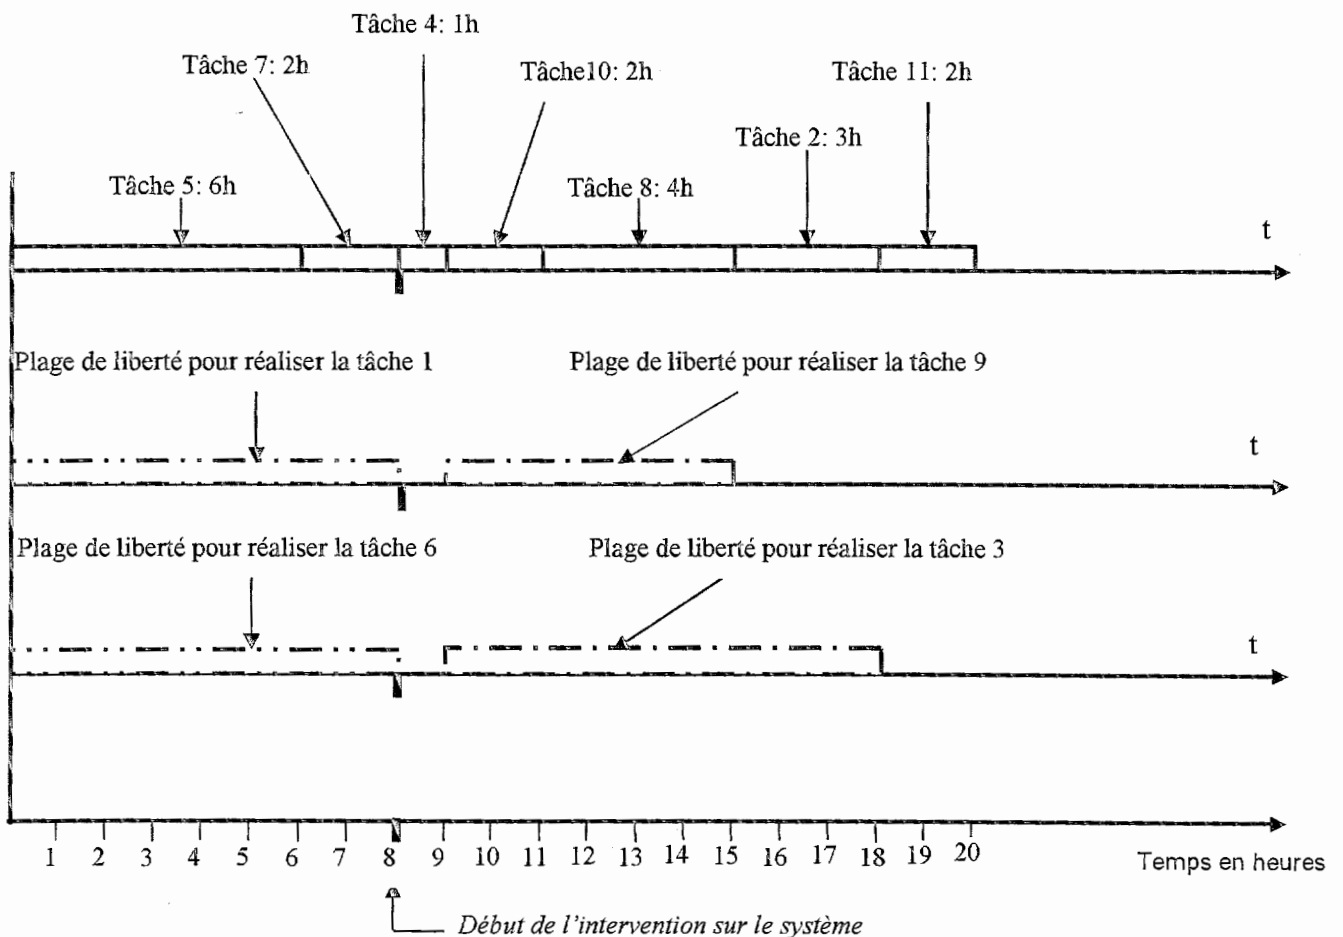 Tâche 4: 1h
Tâche 7: 2h
Tâche10: 2h
Tâche 11: 2h
Tâche 2: 3h
Tâche 5: 6h
Tâche 8: 4h
t
Plage de liberté pour réaliser la tâche 1
Plage de liberté pour réaliser la tâche 9
t
Plage de liberté pour réaliser la tâche 6
Plage de liberté pour réaliser la tâche 3
t
1 2 3 4 5 6 7 8 9 10 11 12 13 14 15 16 17 18 19 20
Temps en heures
Début de l'intervention sur le système